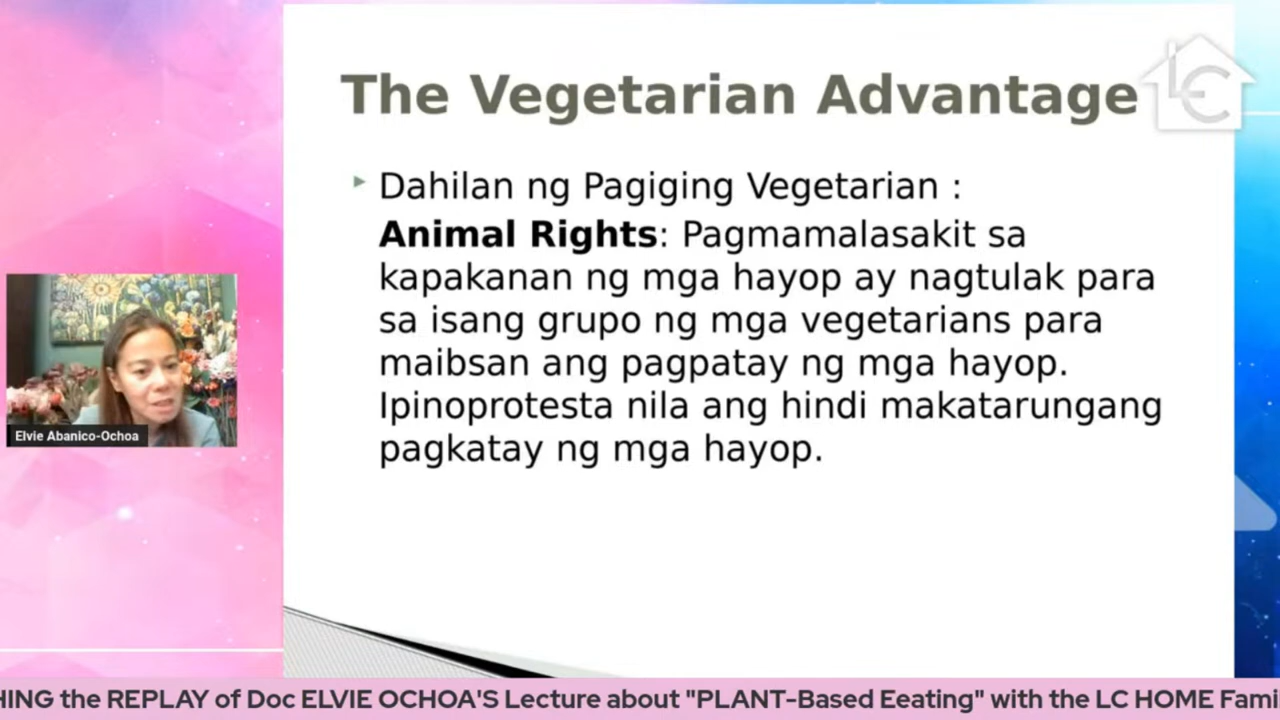 The Vegetarian Advantage
LC
Dahilan ng Pagiging Vegetarian :
Animal Rights: Pagmamalasakit sa
kapakanan ng mga hayop ay nagtulak para
sa isang grupo ng mga vegetarians para
maibsan ang pagpatay ng mga hayop.
Ipinoprotesta nila ang hindi makatarungang
pagkatay ng mga hayop.
Elvie Abanico-Ochoa
HING the REPLAY of Doc ELVIE OCHOA'S Lecture about "PLANT-Based Eeating" with the LC HOME Fami